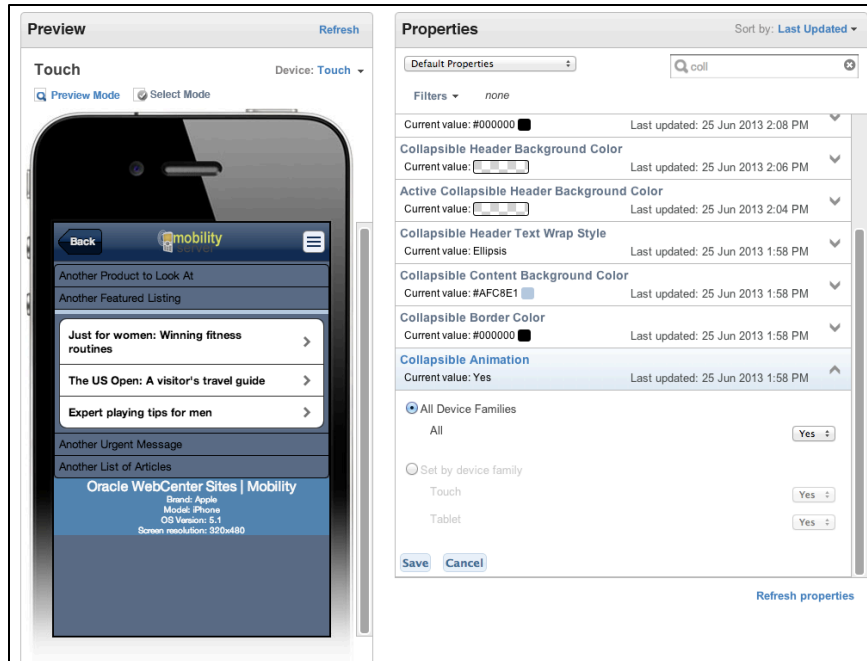 Preview
Refresh
Touch
Device: Touch
Preview Mode
Select Mode
Back
mobility
server
Another Product to Look At
Another Featured Listing
Just for women: Winning fitness
routines
The US Open: A visitor's travel guide
Expert playing tips for men
Another Urgent Message
Another List of Articles
Oracle WebCenter Sites | Mobility
Brand: Apple
Model: iPhone
OS Version: 5.1
Screen resolution: 320x480
Properties
Sort by: Last Updated
Default Properties
coll
Filters
none
Current value: #000000
Last updated: 25 Jun 2013 2:08 PM
Collapsible Header Background Color
Current value:
Last updated: 25 Jun 2013 2:06 PM
Active Collapsible Header Background Color
Current value:
Last updated: 25 Jun 2013 2:04 PM
Collapsible Header Text Wrap Style
Current value: Ellipsis
Last updated: 25 Jun 2013 1:58 PM
Collapsible Content Background Color
Current value: #AFC8E1
Last updated: 25 Jun 2013 1:58 PM
Collapsible Border Color
Current value: #000000
Last updated: 25 Jun 2013 1:58 PM
Collapsible Animation
Current value: Yes
Last updated: 25 Jun 2013 1:58 PM
All Device Families
All
Yes
Set by device family
Touch
Yes
Tablet
Yes
Save
Cancel
Refresh properties